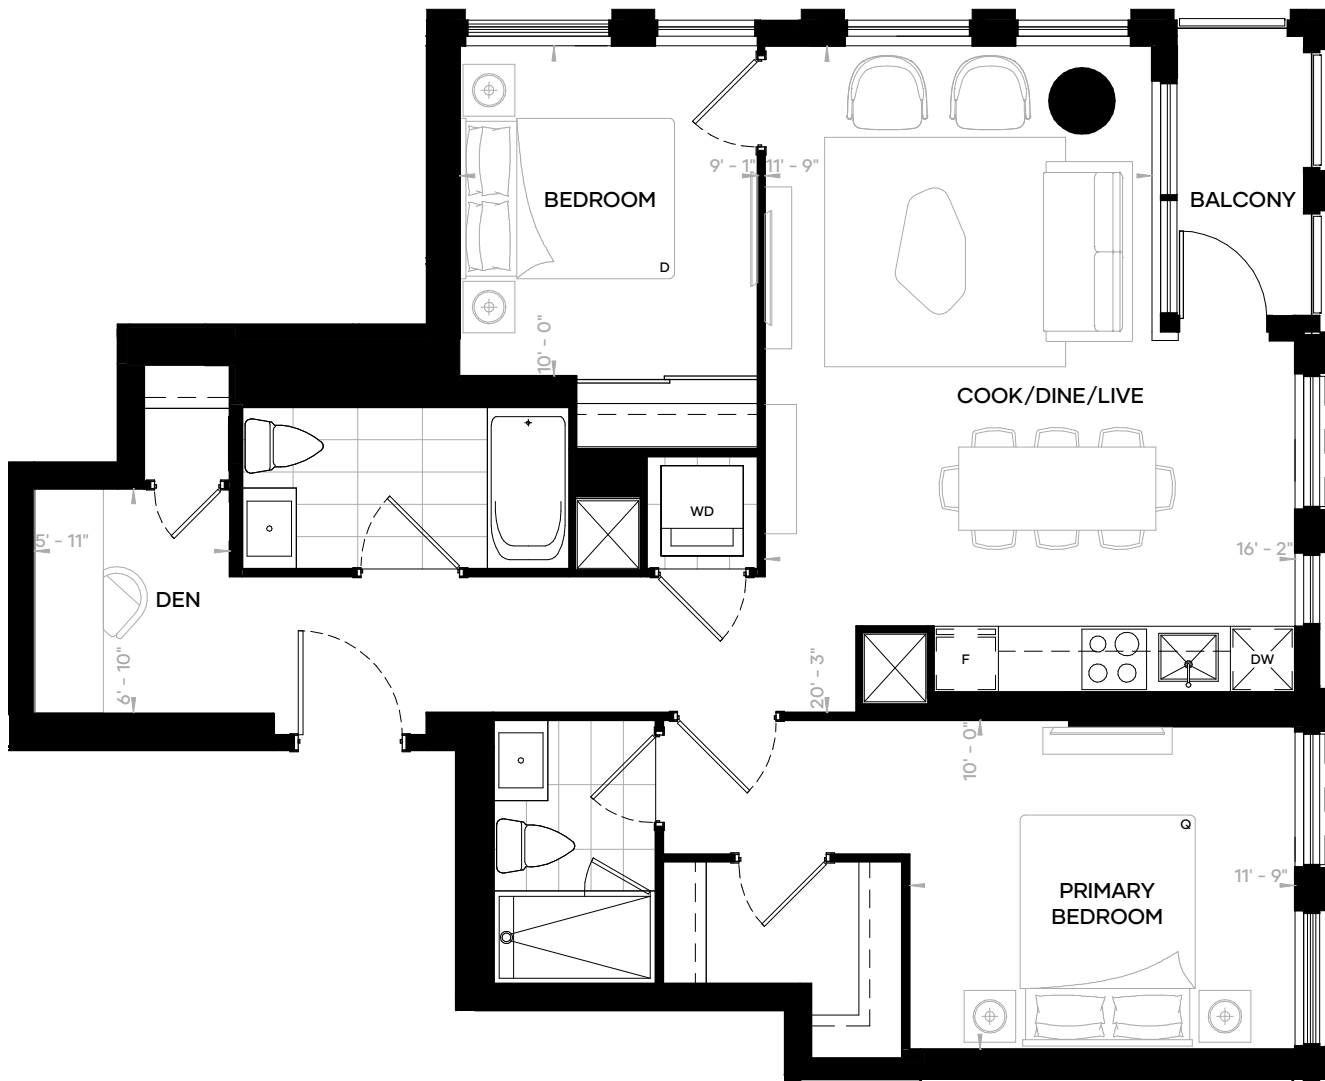 9' - 1"
11' - 9"
BEDROOM
BALCONY
D
10' - 0"
COOK/DINE/LIVE
WD
5' - 11"
16' - 2"
DEN
F
DW
6' - 10"
20' - 3"
10' - 0"
Q
11' - 9"
PRIMARY
BEDROOM